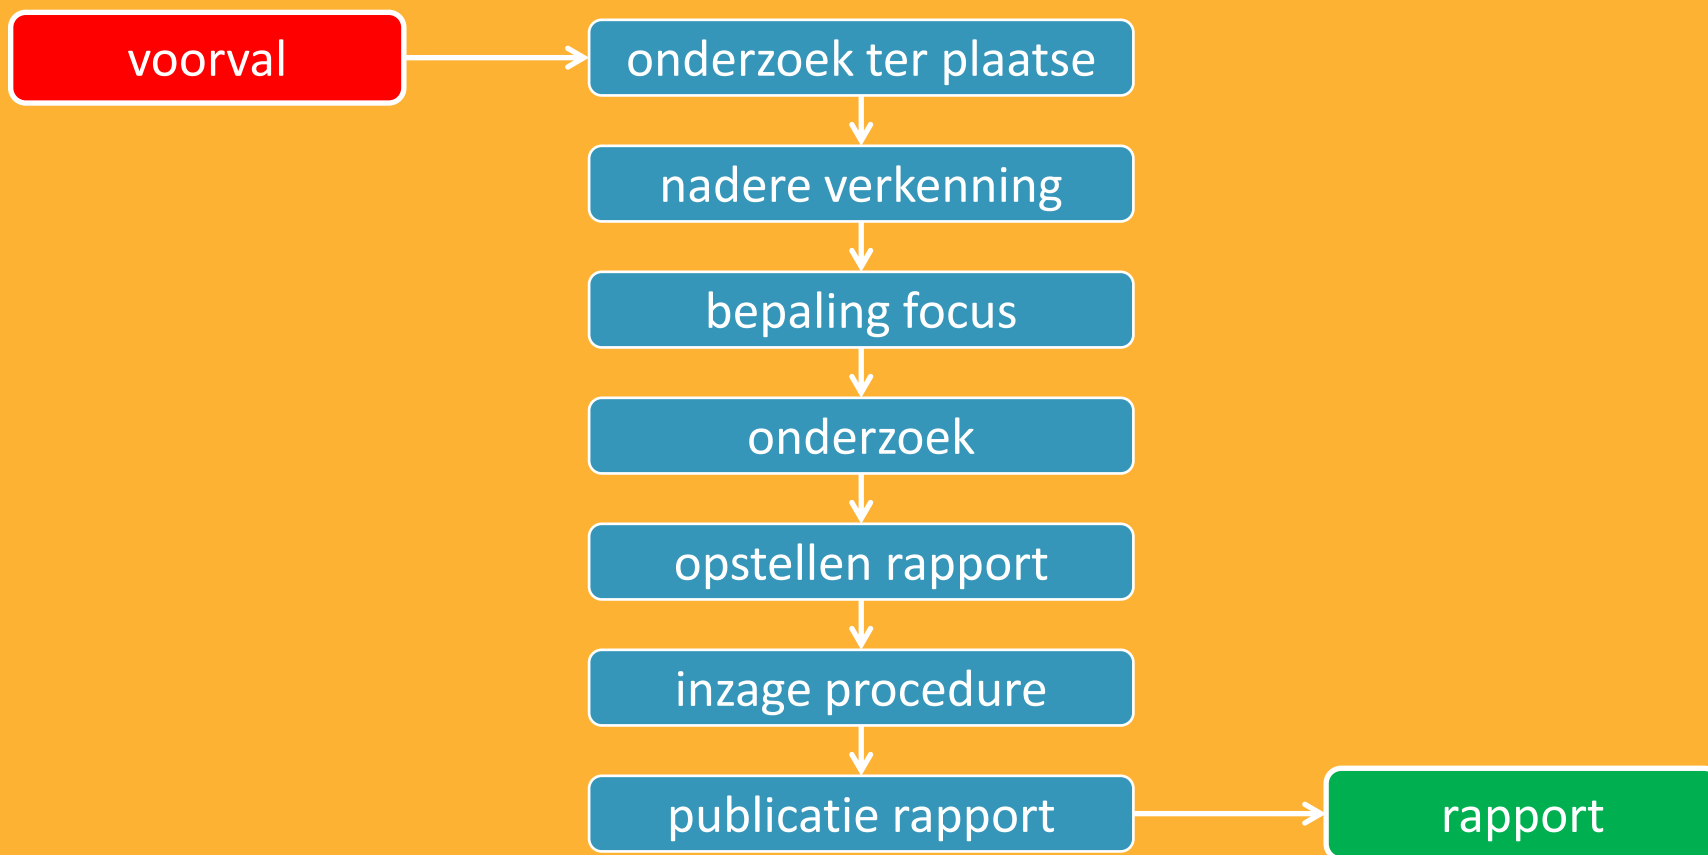 voorval
onderzoek ter plaatse
nadere verkenning
bepaling focus
onderzoek
opstellen rapport
inzage procedure
publicatie rapport
rapport